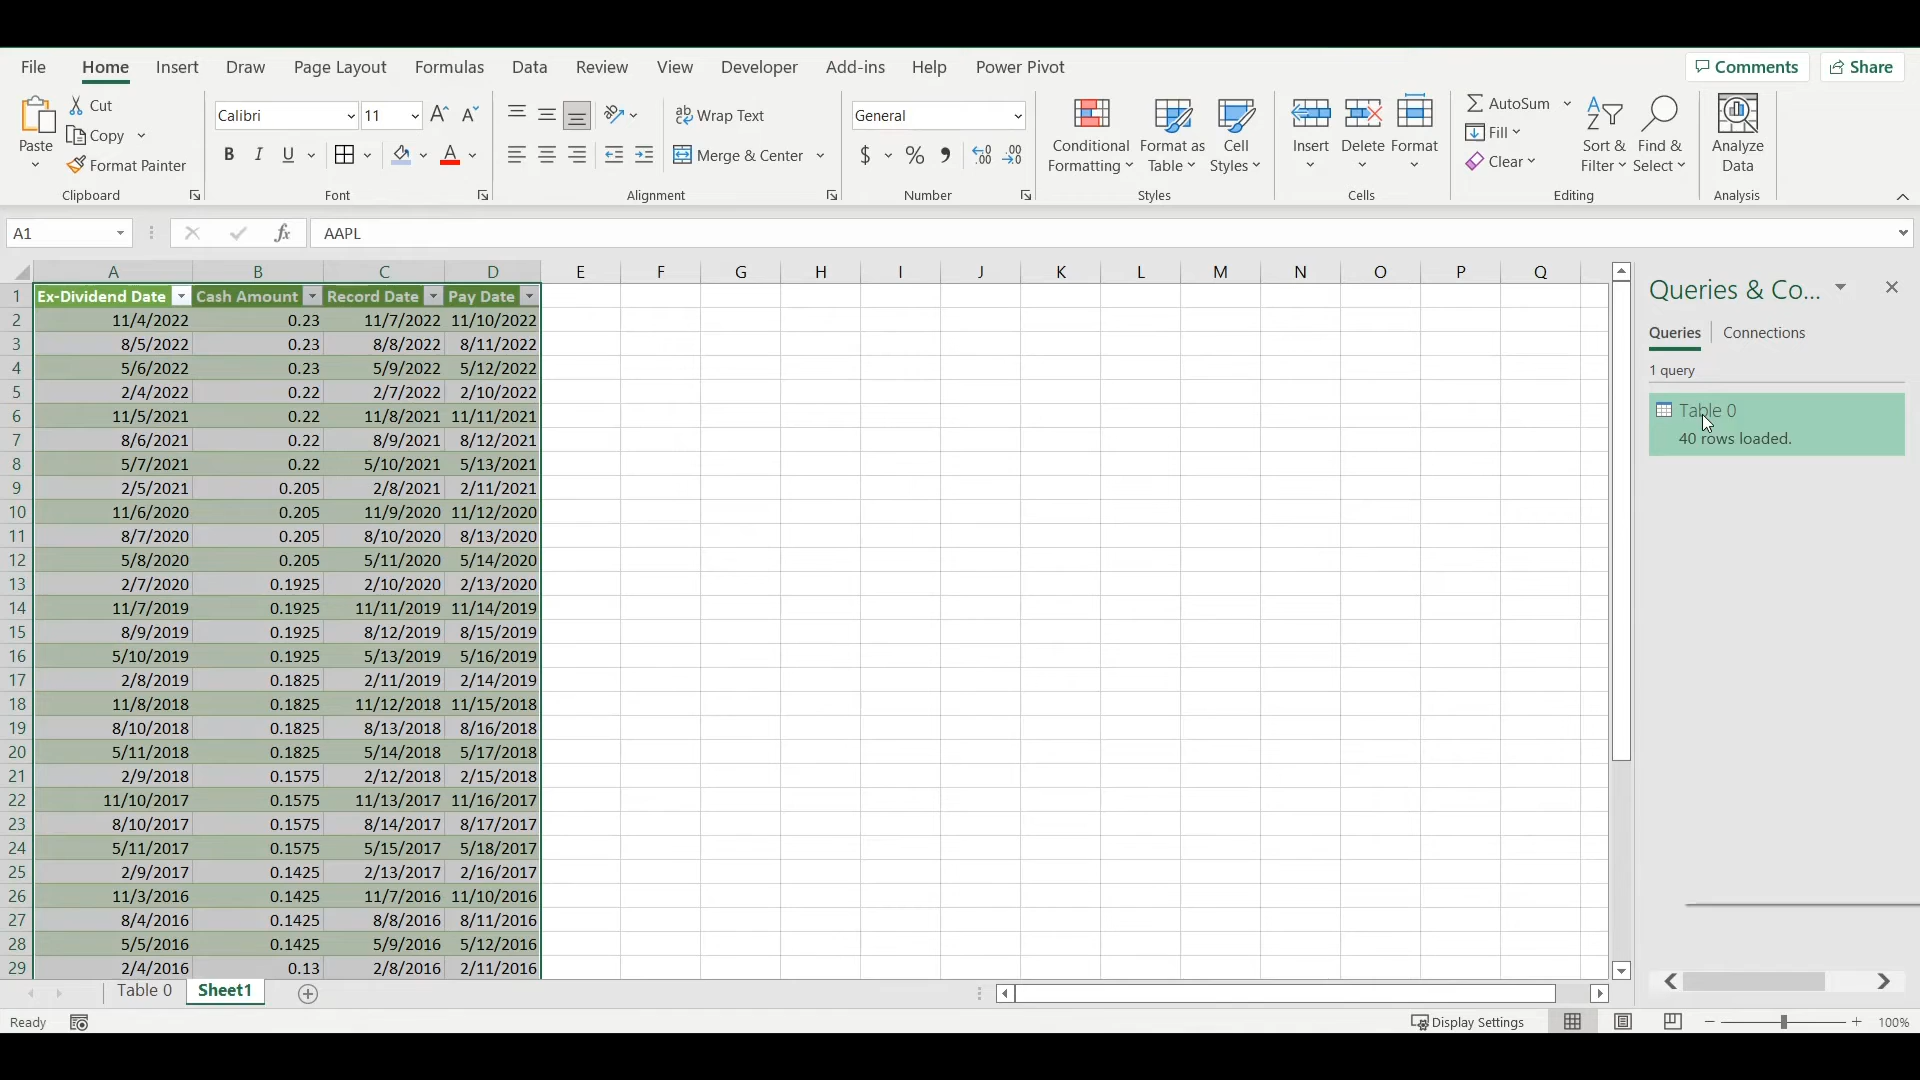 File Home Insert Draw Page Layout Formulas Data Review View Developer Add-ins Help Power Pivot Comments Share
Paste
Cut
Copy
Format Painter
Clipboard
Calibri 11
B I U
Font
Wrap Text
Merge & Center
Alignment
General
$ % ,
Number
Conditional Formatting
Format as Table
Cell Styles
Styles
Insert
Delete
Format
Cells
AutoSum
Fill
Clear
Sort & Filter
Find & Select
Editing
Analyze Data
Analysis
A1 fx AAPL
A B C D E F G H I J K L M N O P Q
1 Ex-Dividend Date Cash Amount Record Date Pay Date
2 11/4/2022 0.23 11/7/2022 11/10/2022
3 8/5/2022 0.23 8/8/2022 8/11/2022
4 5/6/2022 0.23 5/9/2022 5/12/2022
5 2/4/2022 0.22 2/7/2022 2/10/2022
6 11/5/2021 0.22 11/8/2021 11/11/2021
7 8/6/2021 0.22 8/9/2021 8/12/2021
8 5/7/2021 0.22 5/10/2021 5/13/2021
9 2/5/2021 0.205 2/8/2021 2/11/2021
10 11/6/2020 0.205 11/9/2020 11/12/2020
11 8/7/2020 0.205 8/10/2020 8/13/2020
12 5/8/2020 0.205 5/11/2020 5/14/2020
13 2/7/2020 0.1925 2/10/2020 2/13/2020
14 11/7/2019 0.1925 11/11/2019 11/14/2019
15 8/9/2019 0.1925 8/12/2019 8/15/2019
16 5/10/2019 0.1925 5/13/2019 5/16/2019
17 2/8/2019 0.1825 2/11/2019 2/14/2019
18 11/8/2018 0.1825 11/12/2018 11/15/2018
19 8/10/2018 0.1825 8/13/2018 8/16/2018
20 5/11/2018 0.1825 5/14/2018 5/17/2018
21 2/9/2018 0.1575 2/12/2018 2/15/2018
22 11/10/2017 0.1575 11/13/2017 11/16/2017
23 8/10/2017 0.1575 8/14/2017 8/17/2017
24 5/11/2017 0.1575 5/15/2017 5/18/2017
25 2/9/2017 0.1425 2/13/2017 2/16/2017
26 11/3/2016 0.1425 11/7/2016 11/10/2016
27 8/4/2016 0.1425 8/8/2016 8/11/2016
28 5/5/2016 0.1425 5/9/2016 5/12/2016
29 2/4/2016 0.13 2/8/2016 2/11/2016
Queries & Co...
Queries Connections
1 query
Table 0
40 rows loaded.
Table 0 Sheet1
Ready Display Settings 100%